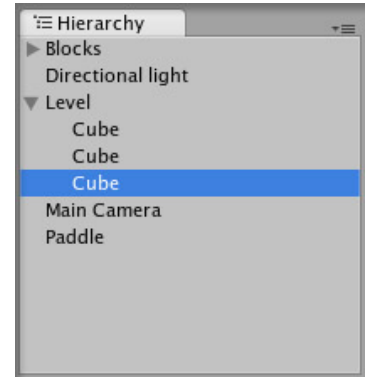 Hierarchy
Blocks
Directional light
Level
Cube
Cube
Cube
Main Camera
Paddle